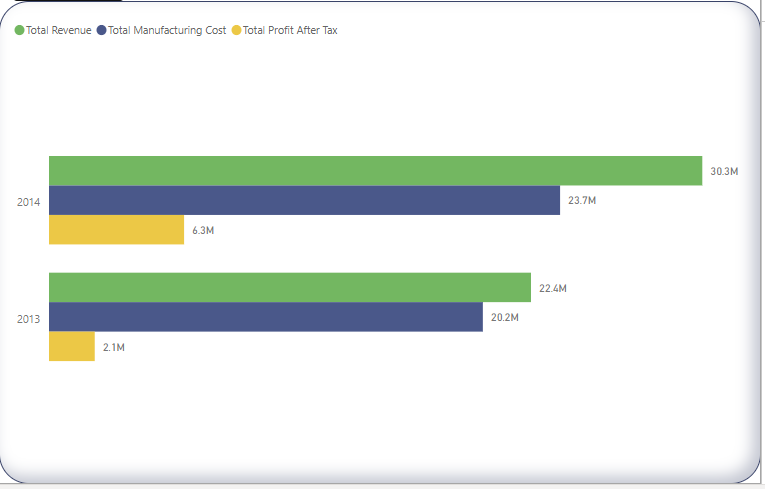 Total Revenue Total Manufacturing Cost Total Profit After Tax
30.3M
2014 23.7M
6.3M
22.4M
2013 20.2M
2.1M